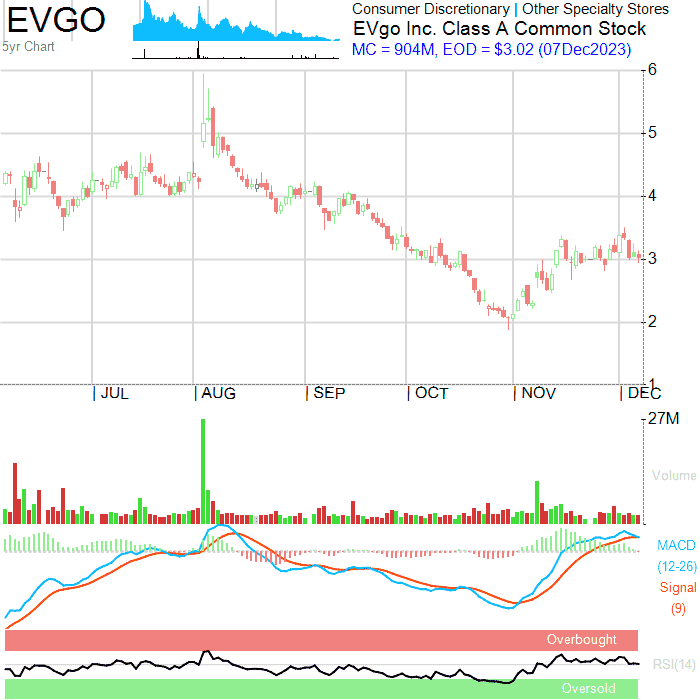 EVGO
5yr Chart
Consumer Discretionary | Other Specialty Stores
EVgo Inc. Class A Common Stock
MC = 904M, EOD = $3.02 (07Dec2023)
6
5
4
3
2
1
JUL
AUG
SEP
OCT
NOV
DEC
27M
Volume
MACD
(12-26)
Signal
(9)
Overbought
RSI(14)
Oversold